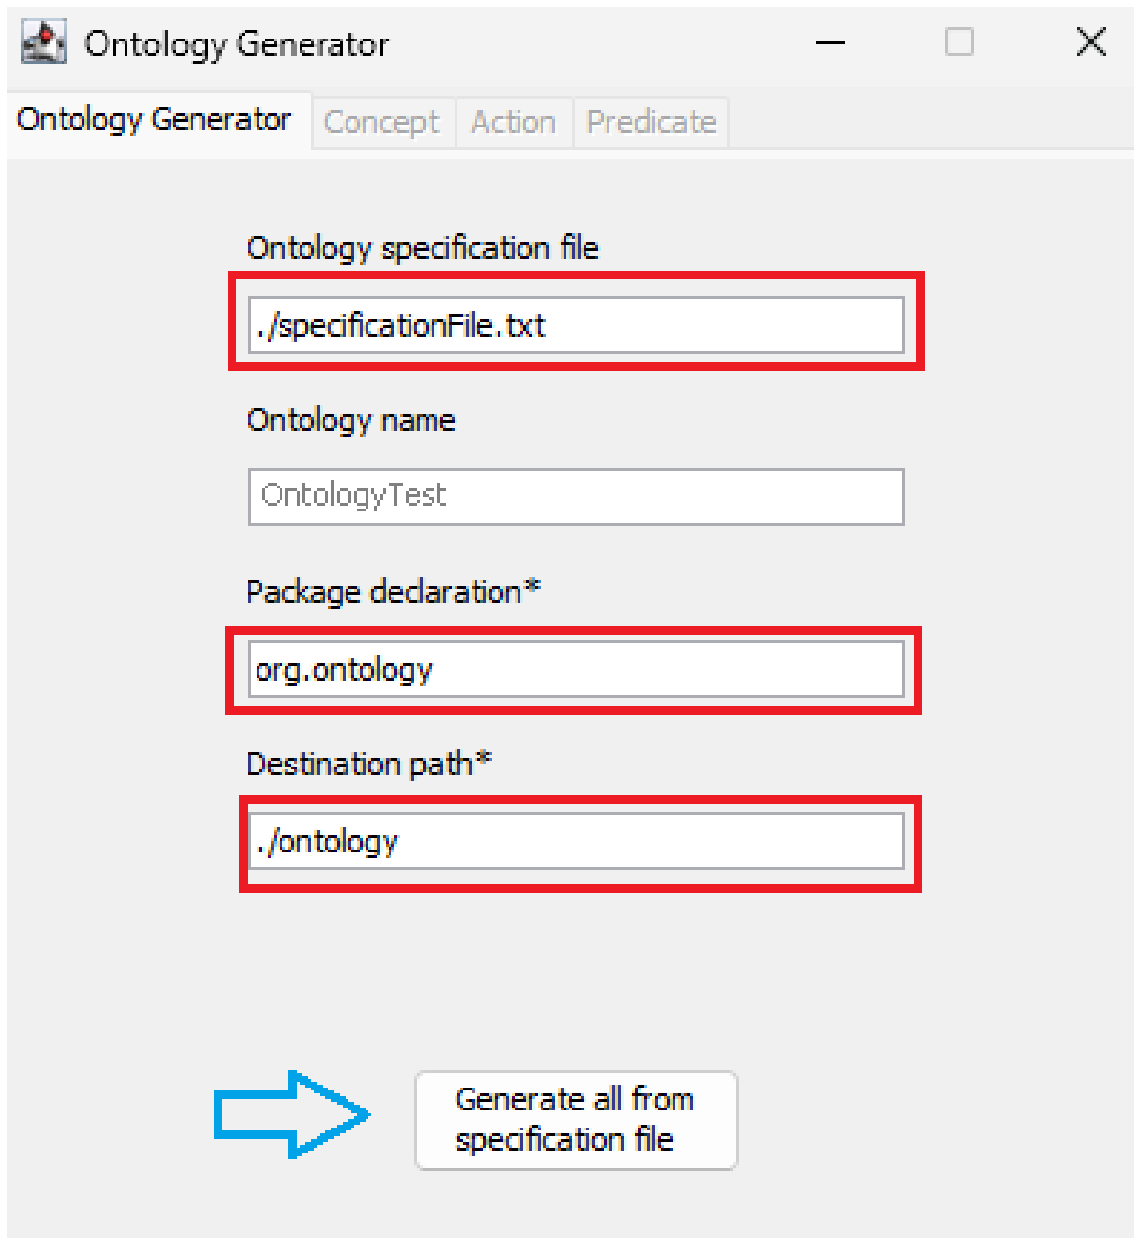 Ontology Generator
Ontology Generator Concept Action Predicate
Ontology specification file
./specificationFile.txt
Ontology name
OntologyTest
Package declaration*
org.ontology
Destination path*
./ontology
Generate all from
specification file